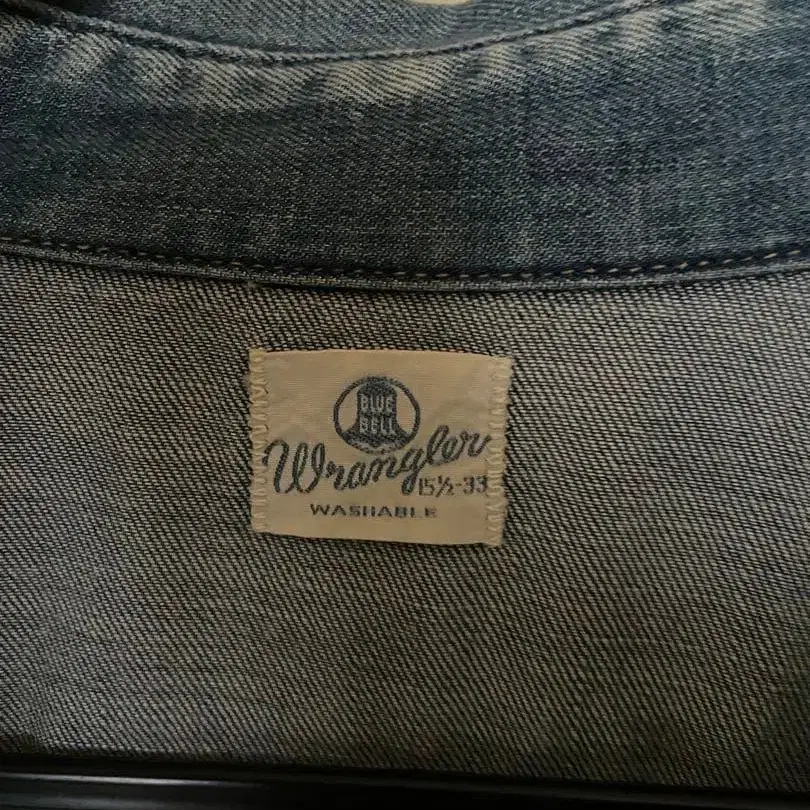 BLUE
BELL
Wrangler
15½-33
WASHABLE